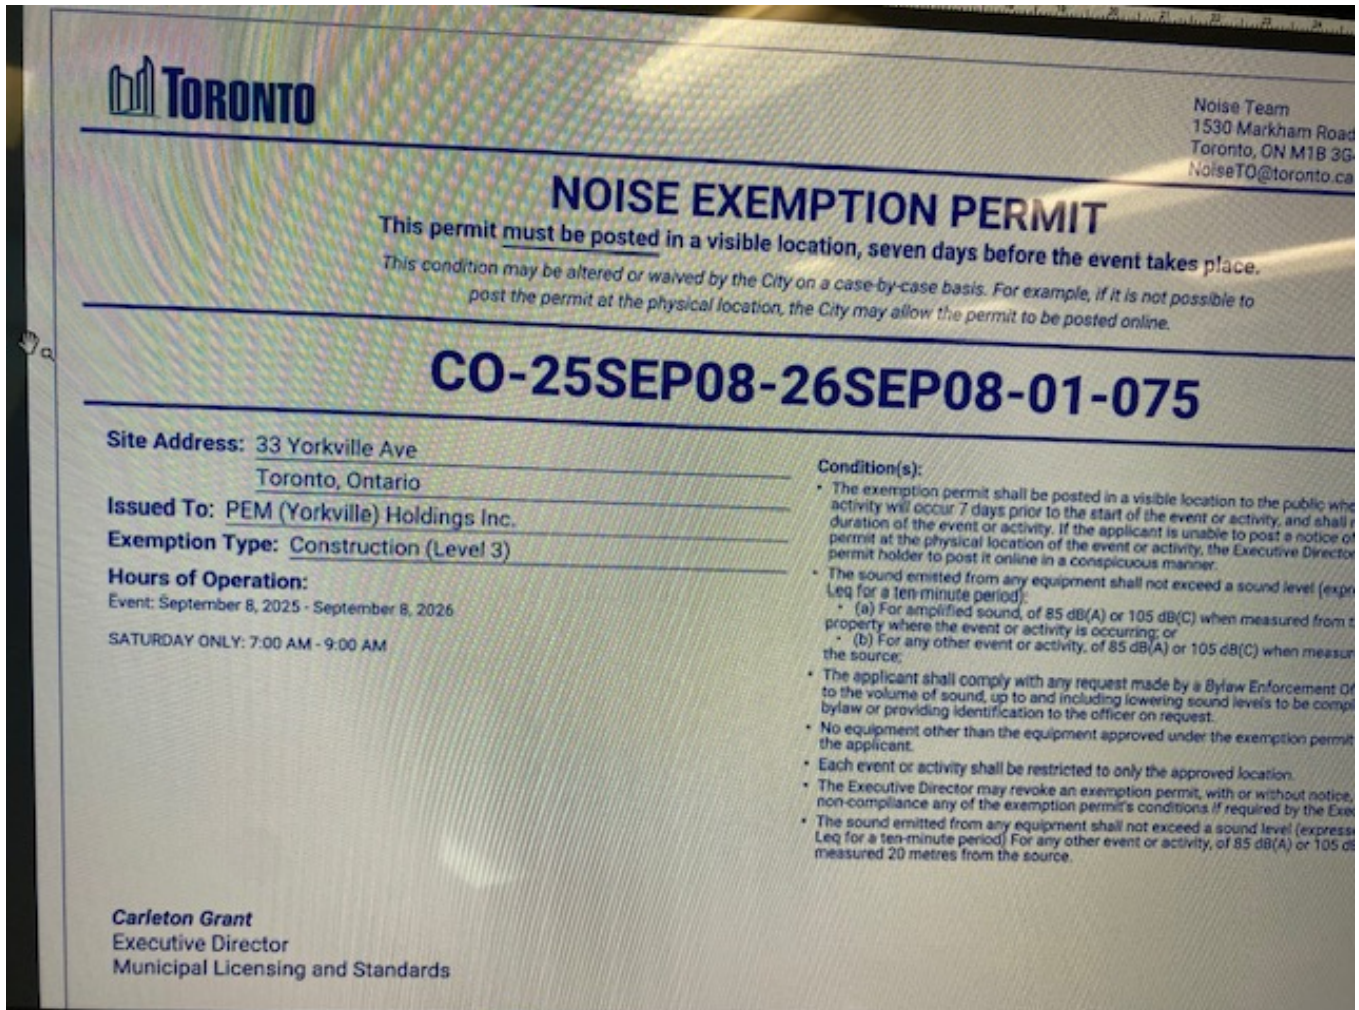 TORONTO
Noise Team
1530 Markham Road
Toronto, ON M1B 3G
NoiseTO@toronto.ca
NOISE EXEMPTION PERMIT
This permit must be posted in a visible location, seven days before the event takes place.
This condition may be altered or waived by the City on a case-by-case basis. For example, if it is not possible to
post the permit at the physical location, the City may allow the permit to be posted online.
CO-25SEP08-26SEP08-01-075
Site Address: 33 Yorkville Ave
Toronto, Ontario
Issued To: PEM (Yorkville) Holdings Inc.
Exemption Type: Construction (Level 3)
Hours of Operation:
Event: September 8, 2025 - September 8, 2026
SATURDAY ONLY: 7:00 AM - 9:00 AM
Condition(s):
• The exemption permit shall be posted in a visible location to the public whe
activity will occur 7 days prior to the start of the event or activity, and shall r
duration of the event or activity. If the applicant is unable to post a notice of
permit at the physical location of the event or activity, the Executive Director
permit holder to post it online in a conspicuous manner.
• The sound emitted from any equipment shall not exceed a sound level (expre
Leq for a ten-minute period):
• (a) For amplified sound, of 85 dB(A) or 105 dB(C) when measured from t
property where the event or activity is occurring; or
• (b) For any other event or activity, of 85 dB(A) or 105 dB(C) when measur
the source;
• The applicant shall comply with any request made by a Bylaw Enforcement Of
to the volume of sound, up to and including lowering sound levels to be compl
bylaw or providing identification to the officer on request.
• No equipment other than the equipment approved under the exemption permit
the applicant.
• Each event or activity shall be restricted to only the approved location.
• The Executive Director may revoke an exemption permit, with or without notice,
non-compliance any of the exemption permit's conditions if required by the Exec
• The sound emitted from any equipment shall not exceed a sound level (expresse
Leq for a ten-minute period) For any other event or activity, of 85 dB(A) or 105 dB
measured 20 metres from the source.
Carleton Grant
Executive Director
Municipal Licensing and Standards